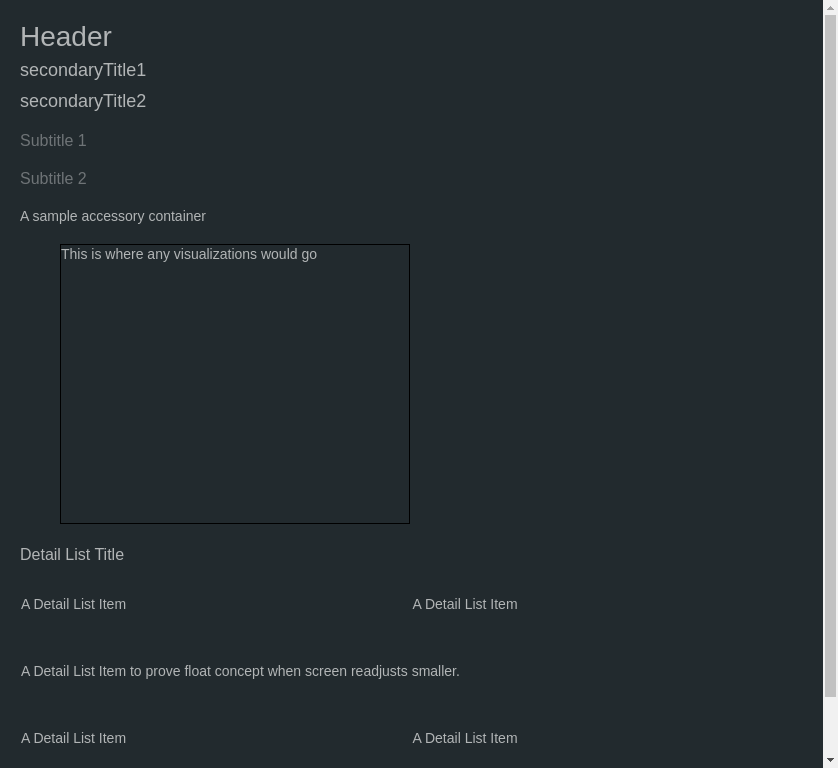 Header
secondaryTitle1
secondaryTitle2
Subtitle 1
Subtitle 2
A sample accessory container
This is where any visualizations would go
Detail List Title
A Detail List Item
A Detail List Item
A Detail List Item to prove float concept when screen readjusts smaller.
A Detail List Item
A Detail List Item